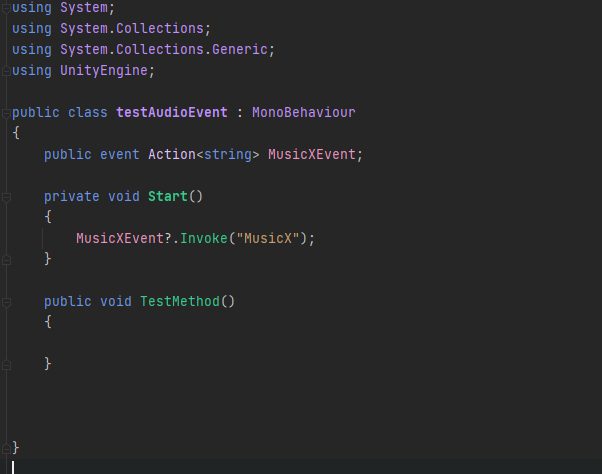 using System;
using System.Collections;
using System.Collections.Generic;
using UnityEngine;
public class testAudioEvent : MonoBehaviour
{
public event Action<string> MusicXEvent;
private void Start()
{
MusicXEvent?.Invoke("MusicX");
}
public void TestMethod()
{
}
}